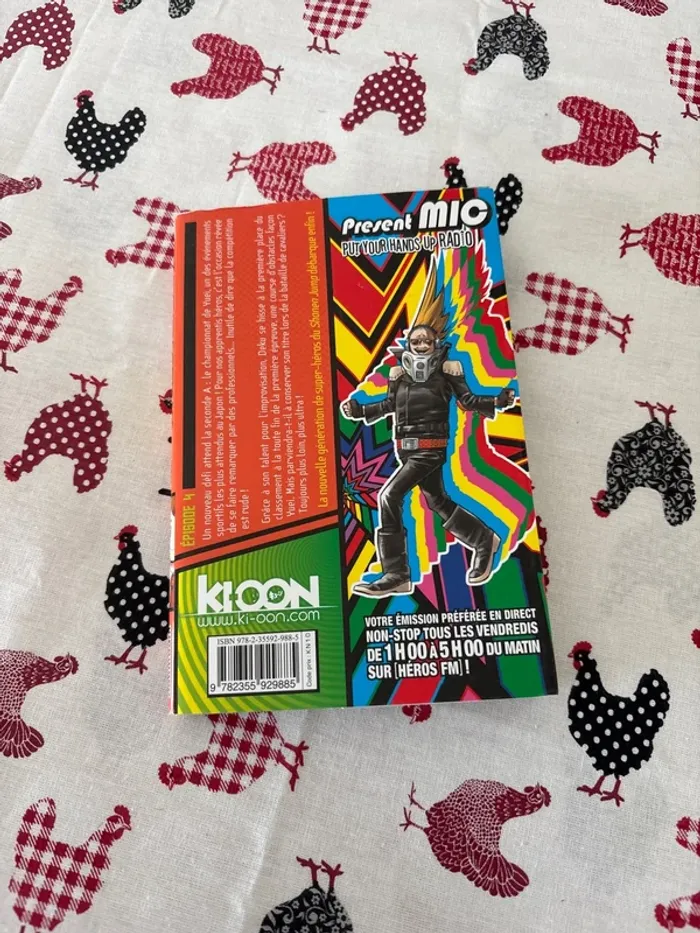 Present MIC
PUT YOUR HANDS UP RADIO
ÉPISODE 4
Un nouveau défi attend la seconde A : le championnat de Yuei, un des événements
sportifs les plus attendus au Japon ! Pour nos apprentis héros, c'est l'occasion rêvée
de se faire remarquer par des professionnels... Inutile de dire que la compétition
est rude !
Grâce à son talent pour l'improvisation, Deku se hisse à la première place du
classement à la toute fin de la première épreuve, une course d'obstacles façon
Yuei. Mais parviendra-t-il à conserver son titre lors de la bataille de cavaliers ?
Toujours plus loin, plus ultra !
La nouvelle génération de super-héros du Shonen Jump débarque enfin !
KI-OON
www.ki-oon.com
ISBN 978-2-35592-988-5
9 782355 929885
Code prix : KN 10
VOTRE ÉMISSION PRÉFÉRÉE EN DIRECT
NON-STOP TOUS LES VENDREDIS
DE 1H00 À 5H00 DU MATIN
SUR [HÉROS FM] !